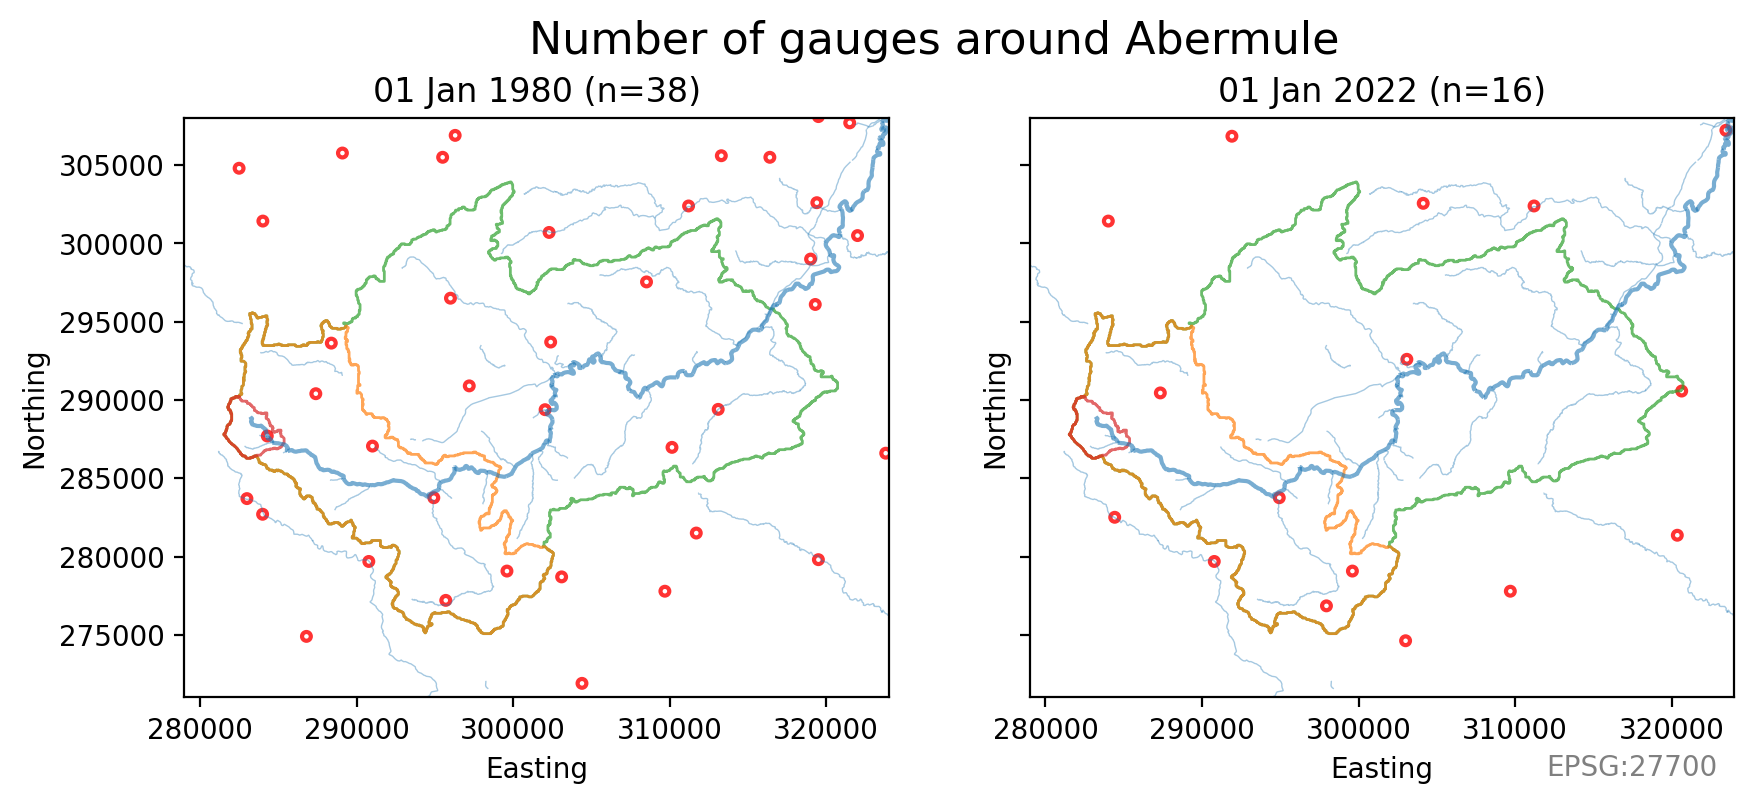 Number of gauges around Abermule
01 Jan 1980 (n=38)
01 Jan 2022 (n=16)
305000
300000
295000
290000
285000
280000
275000
Northing
Northing
280000 290000 300000 310000 320000
280000 290000 300000 310000 320000
Easting
Easting
EPSG:27700